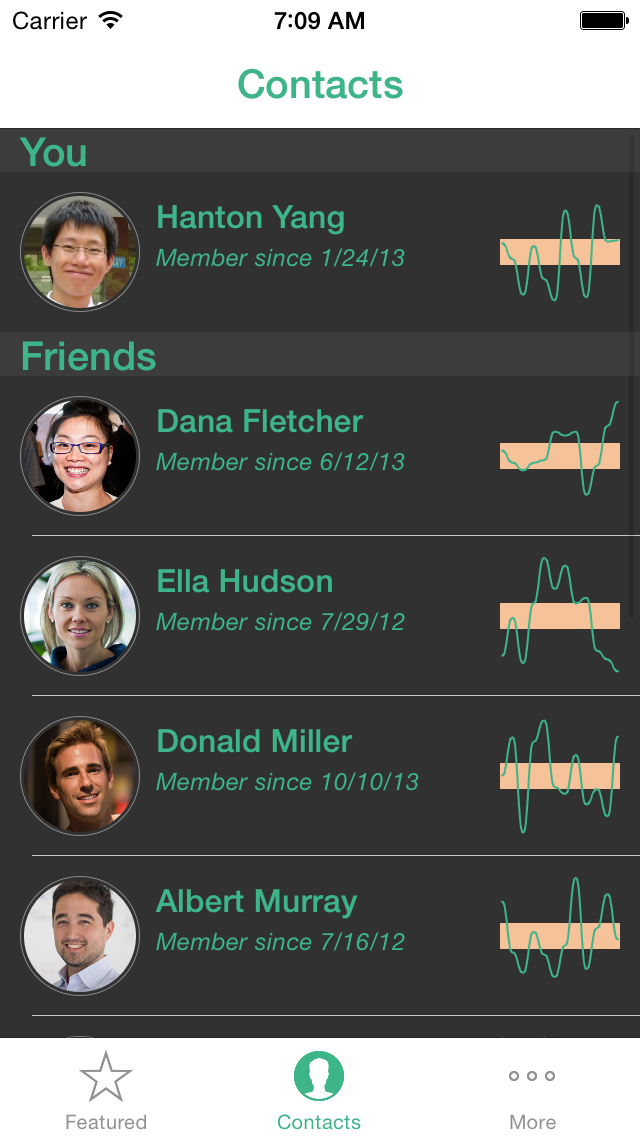 Carrier 7:09 AM
Contacts
You
Hanton Yang
Member since 1/24/13
Friends
Dana Fletcher
Member since 6/12/13
Ella Hudson
Member since 7/29/12
Donald Miller
Member since 10/10/13
Albert Murray
Member since 7/16/12
Featured Contacts More